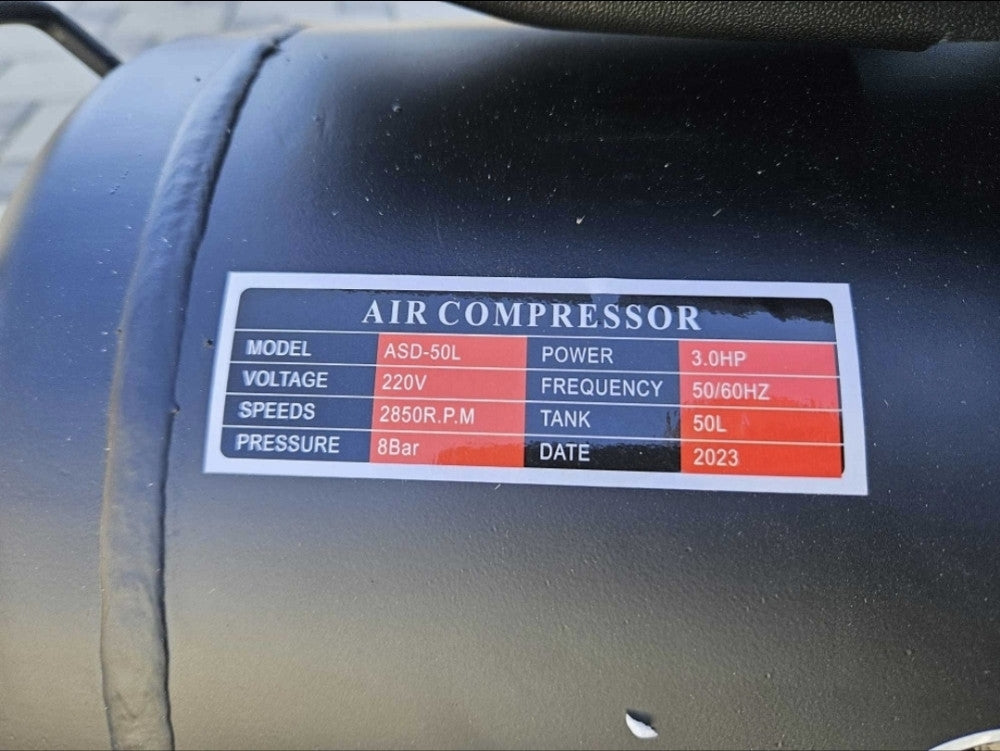 AIR COMPRESSOR
MODEL ASD-50L POWER 3.0HP
VOLTAGE 220V FREQUENCY 50/60HZ
SPEEDS 2850R.P.M TANK 50L
PRESSURE 8Bar DATE 2023